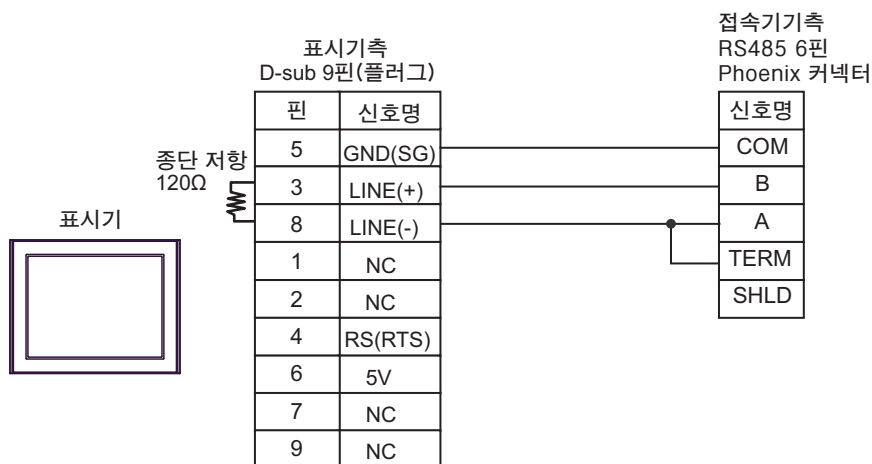 접속기기측
RS485 6핀
Phoenix 커넥터
표시기측
D-sub 9핀(플러그)
핀 신호명
신호명
종단 저항
120Ω
표시기
5 GND(SG) COM
3 LINE(+) B
8 LINE(-) A
1 NC TERM
2 NC SHLD
4 RS(RTS)
6 5V
7 NC
9 NC